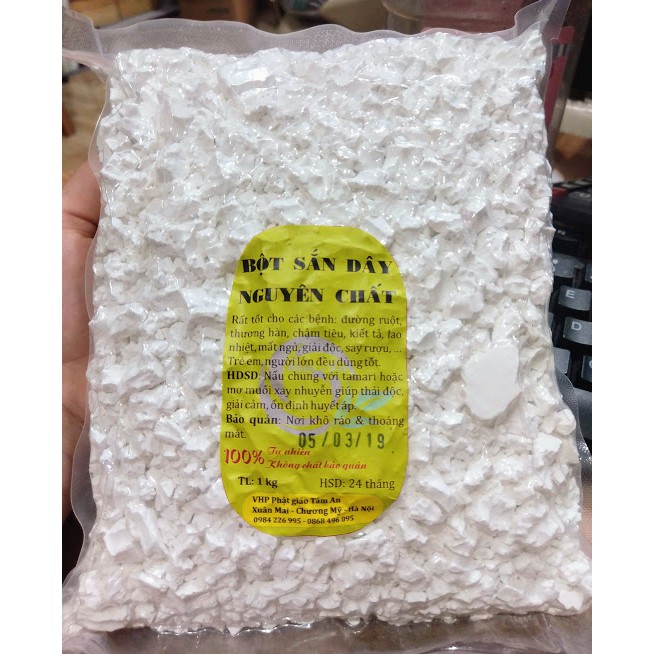 BỘT SẮN DÂY
NGUYÊN CHẤT
Rất tốt cho các bệnh: đường ruột,
thương hàn, chậm tiêu, kiết tả, lao
nhiệt, mất ngủ, giải độc, say rượu, ...
Trẻ em, người lớn đều dùng tốt.
HDSD: Nấu chung với tamari hoặc
mơ muối xay nhuyễn giúp thải độc,
giải cảm, ổn định huyết áp.
Bảo quản: Nơi khô ráo & thoáng
mát.
05/03/19
100% Tự nhiên
Không chất bảo quản
TL: 1 kg HSD: 24 tháng
VHP Phật giáo Tâm An
Xuân Mai - Chương Mỹ - Hà Nội
0984 226 995 - 0868 496 095